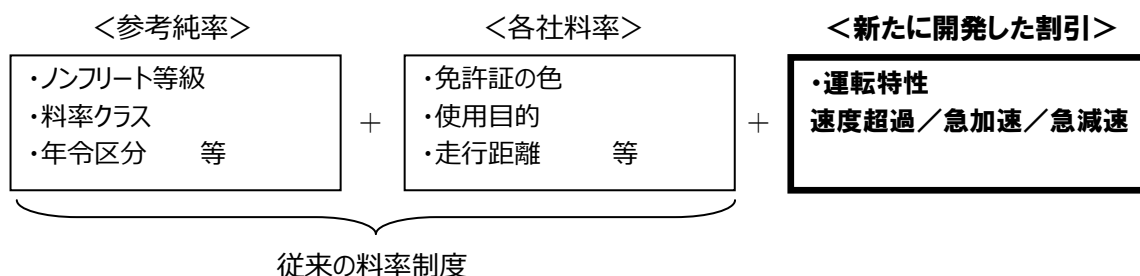 ＜参考純率＞
・ノンフリート等級
・料率クラス
・年令区分　　等
＋
＜各社料率＞
・免許証の色
・使用目的
・走行距離　　　等
＋
＜新たに開発した割引＞
・運転特性
速度超過／急加速／急減速
従来の料率制度